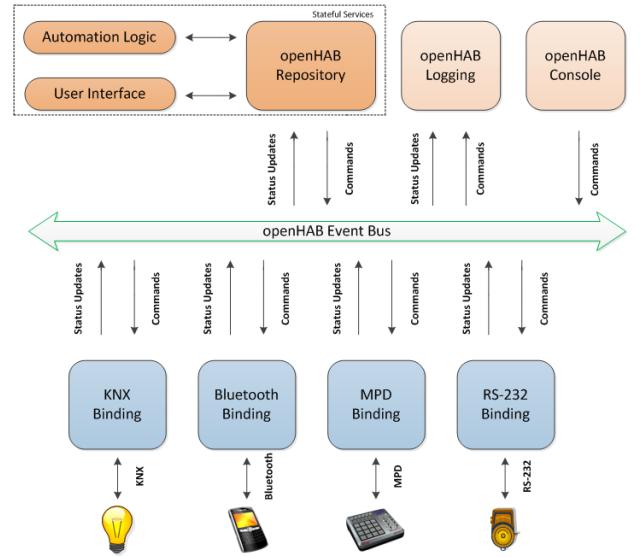 Stateful Services
Automation Logic
User Interface
openHAB
Repository
openHAB
Logging
openHAB
Console
Status Updates
Commands
Status Updates
Commands
Commands
openHAB Event Bus
Status Updates
Commands
Status Updates
Commands
Status Updates
Commands
Status Updates
Commands
KNX
Binding
Bluetooth
Binding
MPD
Binding
RS-232
Binding
KNX
Bluetooth
MPD
RS-232